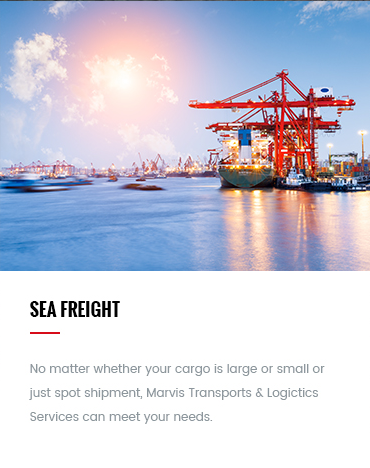 SEA FREIGHT
No matter whether your cargo is large or small or
just spot shipment, Marvis Transports & Logictics
Services can meet your needs.